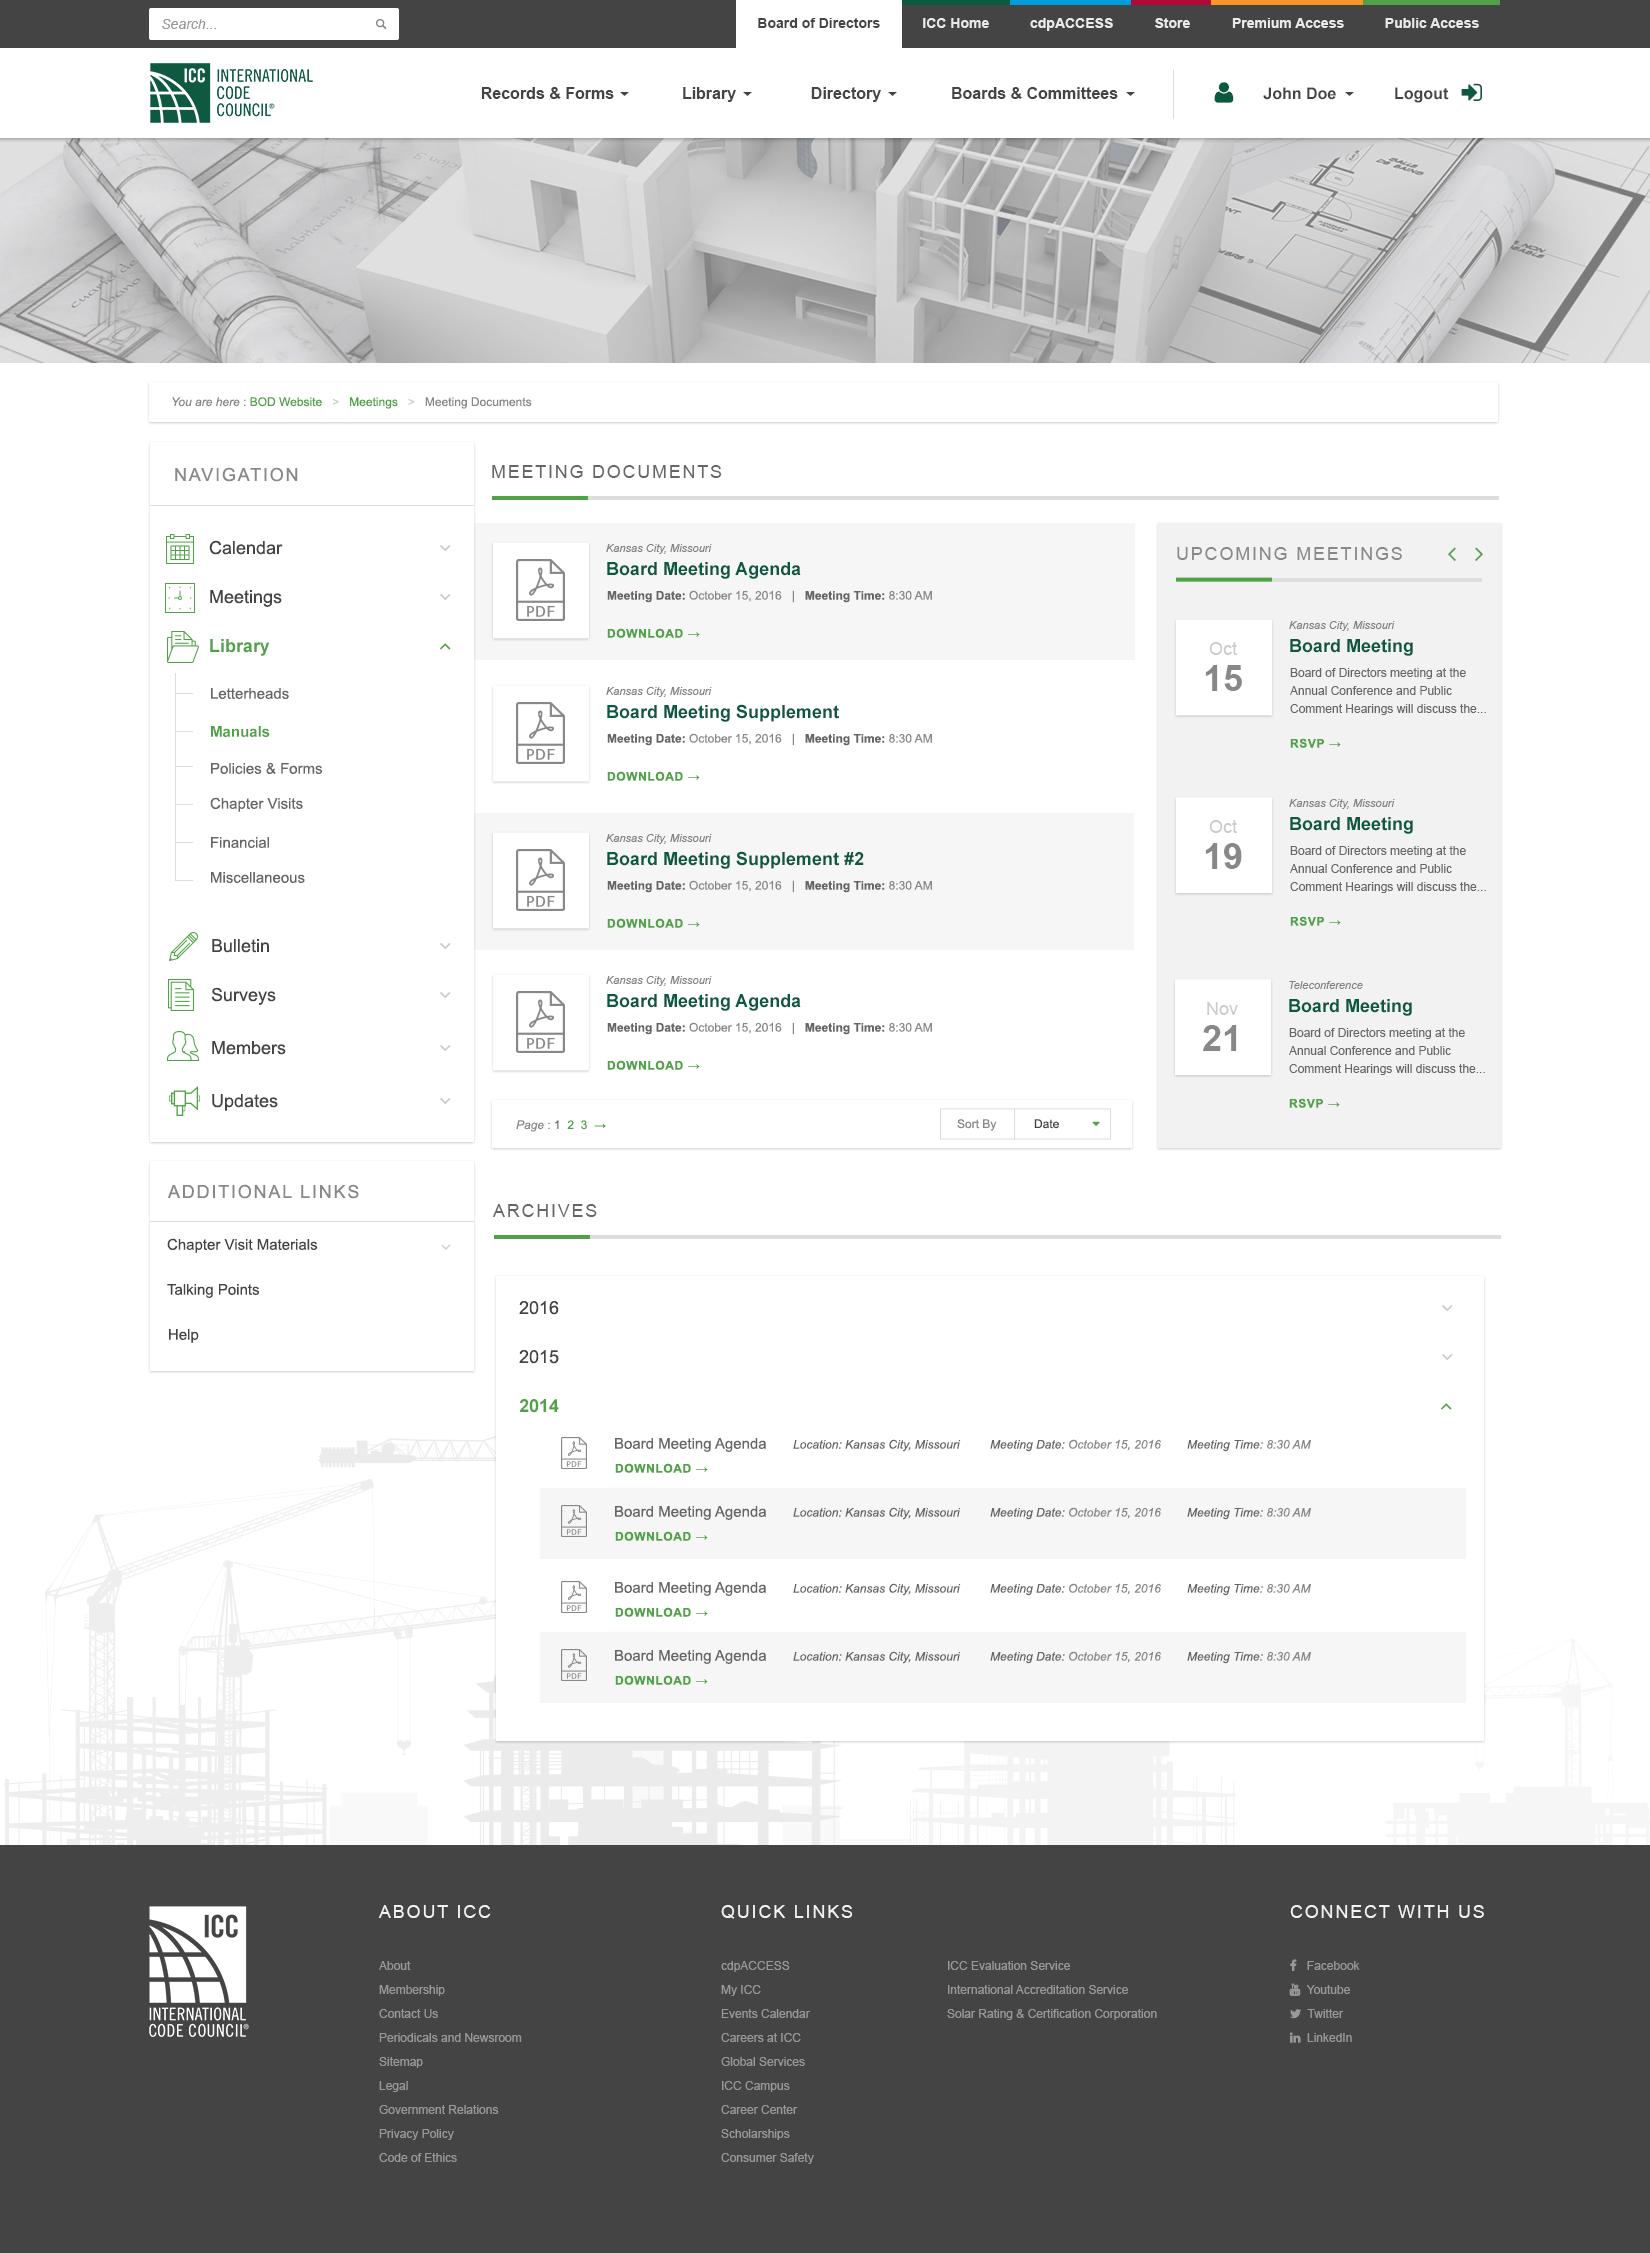 Search...
Board of Directors
ICC Home
cdpACCESS
Store
Premium Access
Public Access
ICC INTERNATIONAL
CODE
COUNCIL®
Records & Forms
Library
Directory
Boards & Committees
John Doe
Logout
You are here : BOD Website > Meetings > Meeting Documents
NAVIGATION
Calendar
Meetings
Library
Letterheads
Manuals
Policies & Forms
Chapter Visits
Financial
Miscellaneous
Bulletin
Surveys
Members
Updates
ADDITIONAL LINKS
Chapter Visit Materials
Talking Points
Help
MEETING DOCUMENTS
PDF
Kansas City, Missouri
Board Meeting Agenda
Meeting Date: October 15, 2016 | Meeting Time: 8:30 AM
DOWNLOAD →
PDF
Kansas City, Missouri
Board Meeting Supplement
Meeting Date: October 15, 2016 | Meeting Time: 8:30 AM
DOWNLOAD →
PDF
Kansas City, Missouri
Board Meeting Supplement #2
Meeting Date: October 15, 2016 | Meeting Time: 8:30 AM
DOWNLOAD →
PDF
Kansas City, Missouri
Board Meeting Agenda
Meeting Date: October 15, 2016 | Meeting Time: 8:30 AM
DOWNLOAD →
Page : 1 2 3 →
Sort By
Date
UPCOMING MEETINGS
Oct
15
Kansas City, Missouri
Board Meeting
Board of Directors meeting at the
Annual Conference and Public
Comment Hearings will discuss the...
RSVP →
Oct
19
Kansas City, Missouri
Board Meeting
Board of Directors meeting at the
Annual Conference and Public
Comment Hearings will discuss the...
RSVP →
Nov
21
Teleconference
Board Meeting
Board of Directors meeting at the
Annual Conference and Public
Comment Hearings will discuss the...
RSVP →
ARCHIVES
2016
2015
2014
PDF
Board Meeting Agenda Location: Kansas City, Missouri Meeting Date: October 15, 2016 Meeting Time: 8:30 AM
DOWNLOAD →
PDF
Board Meeting Agenda Location: Kansas City, Missouri Meeting Date: October 15, 2016 Meeting Time: 8:30 AM
DOWNLOAD →
PDF
Board Meeting Agenda Location: Kansas City, Missouri Meeting Date: October 15, 2016 Meeting Time: 8:30 AM
DOWNLOAD →
PDF
Board Meeting Agenda Location: Kansas City, Missouri Meeting Date: October 15, 2016 Meeting Time: 8:30 AM
DOWNLOAD →
ICC
INTERNATIONAL
CODE COUNCIL®
ABOUT ICC
About
Membership
Contact Us
Periodicals and Newsroom
Sitemap
Legal
Government Relations
Privacy Policy
Code of Ethics
QUICK LINKS
cdpACCESS
My ICC
Events Calendar
Careers at ICC
Global Services
ICC Campus
Career Center
Scholarships
Consumer Safety
ICC Evaluation Service
International Accreditation Service
Solar Rating & Certification Corporation
CONNECT WITH US
Facebook
Youtube
Twitter
LinkedIn